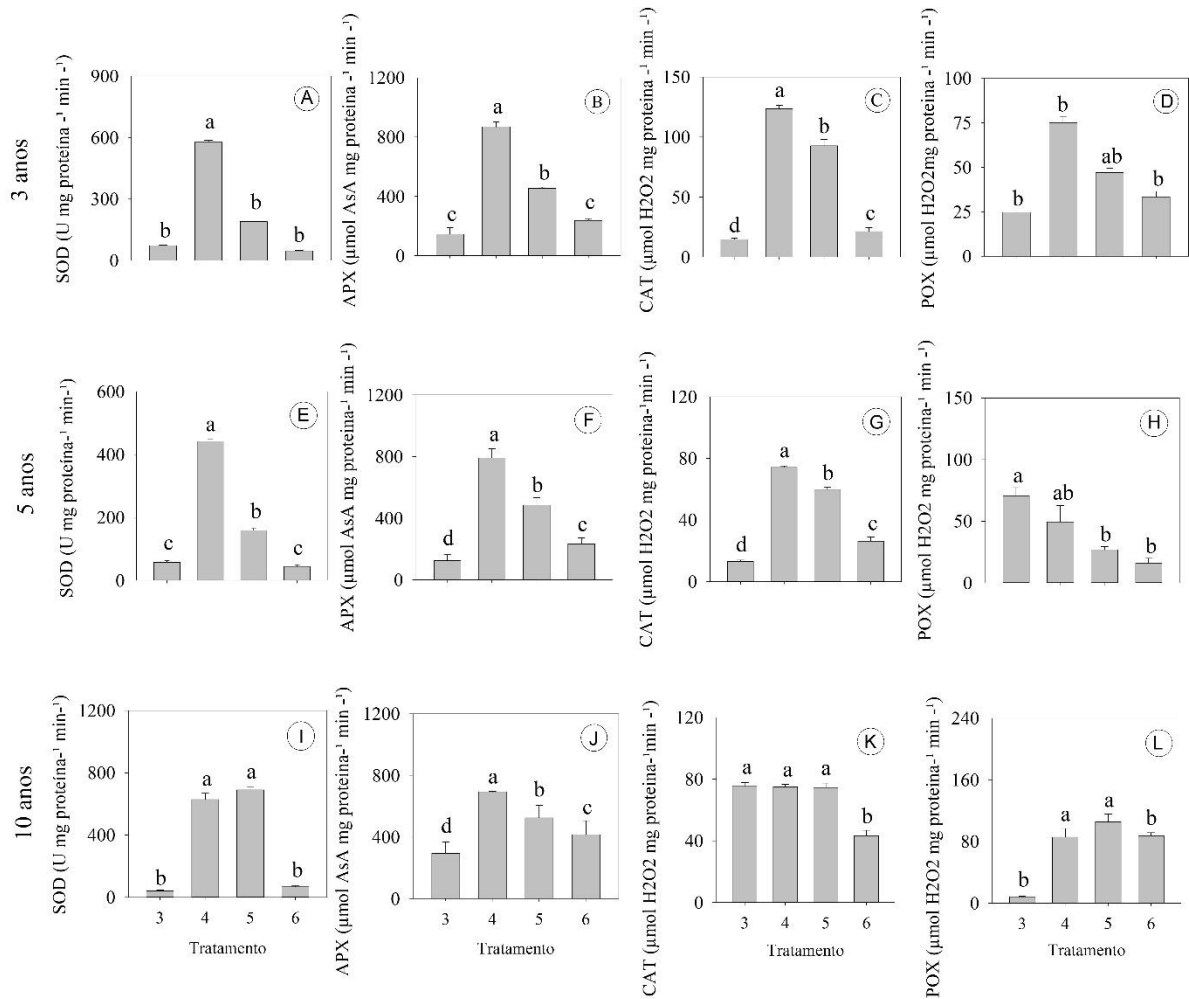 3 anos
SOD (U mg proteína -¹ min -¹)
900
600
300
0
b
a
b
b
A
APX (µmol AsA mg proteína -¹ min -¹)
1200
800
400
0
c
a
b
c
B
CAT (µmol H2O2 mg proteína -¹ min -¹)
150
100
50
0
d
a
b
c
C
POX (µmol H2O2mg proteína -¹ min -¹)
100
75
50
25
0
b
b
ab
b
D
5 anos
SOD (U mg proteína-¹ min-¹)
600
400
200
0
c
a
b
c
E
APX (µmol AsA mg proteína-¹ min -¹)
1200
800
400
0
d
a
b
c
F
CAT (µmol H2O2 mg proteína-¹min -¹)
120
80
40
0
d
a
b
c
G
POX (µmol H2O2 mg proteína -¹ min -¹)
150
100
50
0
a
ab
b
b
H
10 anos
SOD (U mg proteína-¹ min-¹)
1200
800
400
0
b
a
a
b
I
3 4 5 6
Tratamento
APX (µmol AsA mg proteína-¹ min -¹)
1200
800
400
0
d
a
b
c
J
3 4 5 6
Tratamento
CAT (µmol H2O2 mg proteína-¹min -¹)
120
80
40
0
a
a
a
b
K
3 4 5 6
Tratamento
POX (µmol H2O2 mg proteína-¹ min -¹)
240
160
80
0
b
a
a
b
L
3 4 5 6
Tratamento